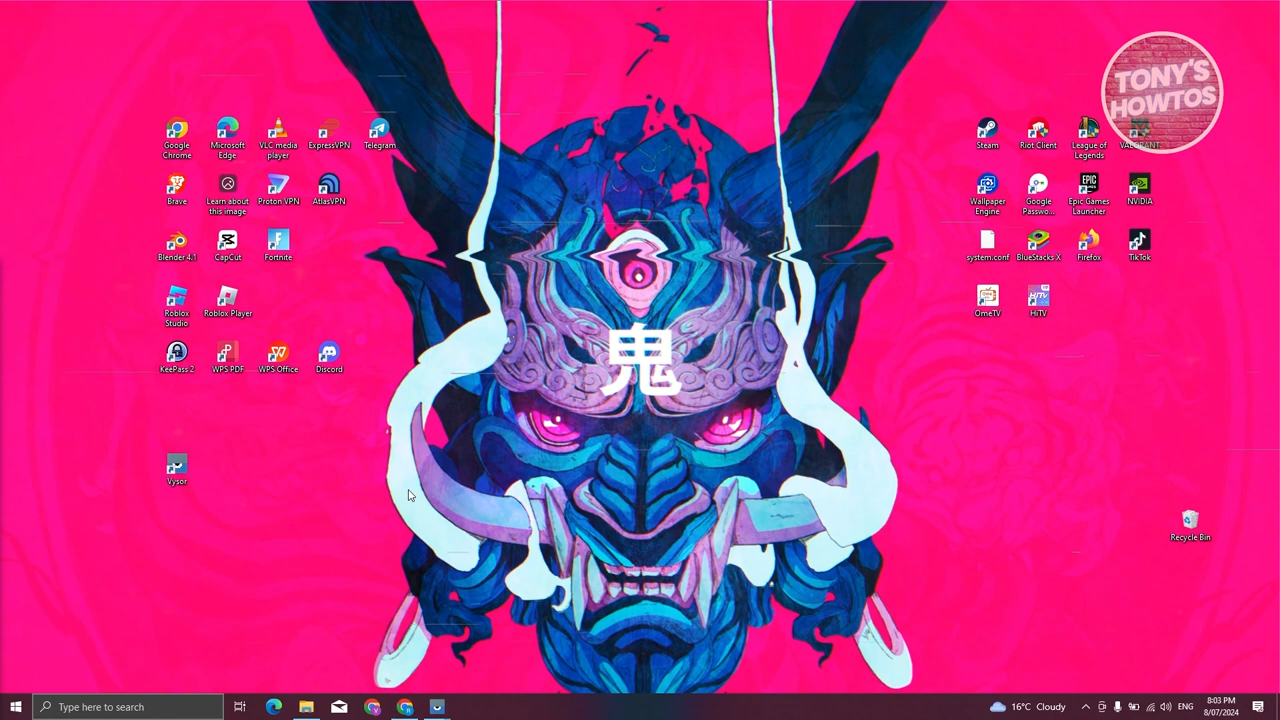 TONY'S
HOWTOS
Google
Chrome
Microsoft
Edge
VLC media
player
ExpressVPN
Telegram
Steam
Riot Client
League of
Legends
VALORANT
Brave
Learn about
this image
Proton VPN
AtlasVPN
Wallpaper
Engine
Google
Passwo...
EPIC
GAMES
Epic Games
Launcher
NVIDIA
Blender 4.1
CapCut
Fortnite
system.conf
BlueStacks X
Firefox
TikTok
Roblox
Studio
Roblox Player
OmeTV
HiTV
HiTV
鬼
KeePass 2
WPS PDF
WPS Office
Discord
Vysor
Recycle Bin
Type here to search
16°C Cloudy
ENG
8:03 PM
8/07/2024